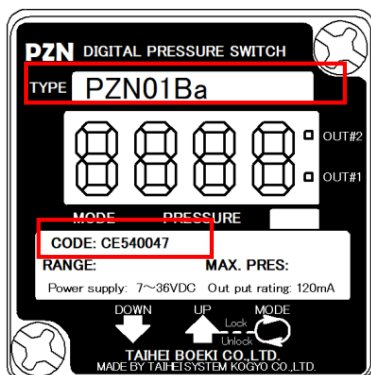 PZN DIGITAL PRESSURE SWITCH
TYPE PZN01Ba
8888
OUT#2
OUT#1
MODE PRESSURE
CODE: CE540047
RANGE: MAX. PRES:
Power supply: 7～36VDC Out put rating: 120mA
DOWN UP MODE
Lock
Unlock
TAIHEI BOEKI CO.,LTD.
MADE BY TAIHEI SYSTEM KOGYO CO.,LTD.